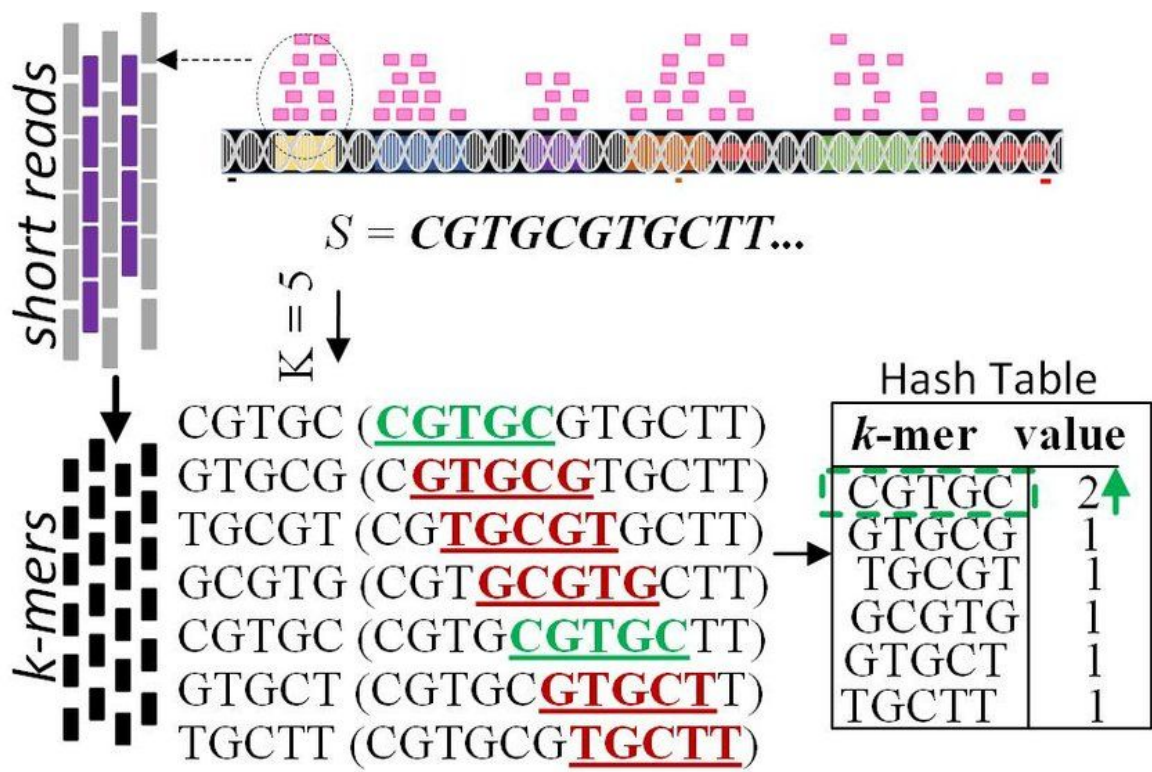 short reads
S = CGTGCGTGCTT...
K = 5
k-mers
CGTGC (CGTGCGTGCTT)
GTGCG (CGTGCGTGCTT)
TGCGT (CGTGCGTGCTT)
GCGTG (CGTGCGTGCTT)
CGTGC (CGTGCGTGCTT)
GTGCT (CGTGCGTGCTT)
TGCTT (CGTGCGTGCTT)
Hash Table
k-mer value
CGTGC 2
GTGCG 1
TGCGT 1
GCGTG 1
GTGCT 1
TGCTT 1